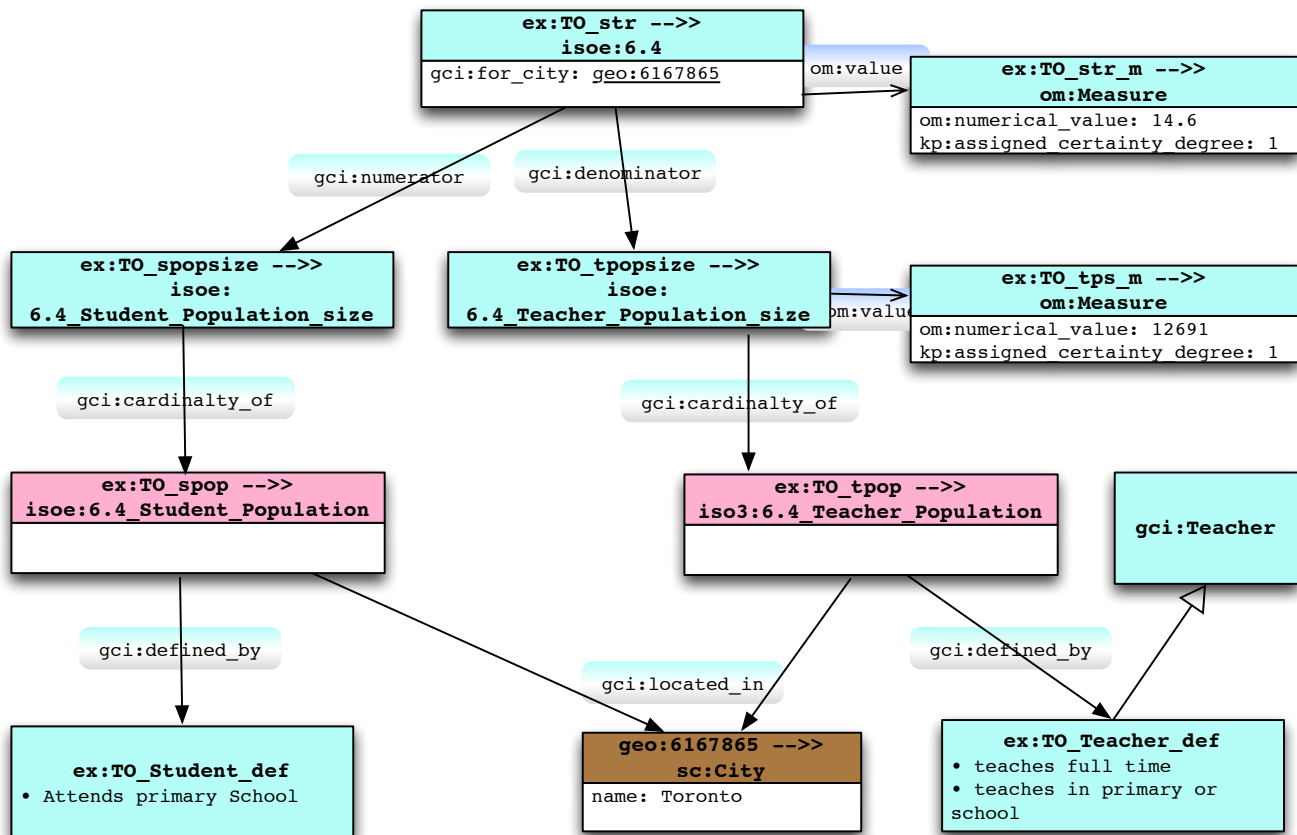 ex:TO_str -->>
isoe:6.4
gci:for_city: geo:6167865
om:value
ex:TO_str_m -->>
om:Measure
om:numerical_value: 14.6
kp:assigned_certainty_degree: 1
gci:numerator
gci:denominator
ex:TO_spopsize -->>
isoe:
6.4_Student_Population_size
ex:TO_tpopsize -->>
isoe:
6.4_Teacher_Population_size
om:value
ex:TO_tps_m -->>
om:Measure
om:numerical_value: 12691
kp:assigned_certainty_degree: 1
gci:cardinalty_of
gci:cardinalty_of
ex:TO_spop -->>
isoe:6.4_Student_Population
ex:TO_tpop -->>
iso3:6.4_Teacher_Population
gci:Teacher
gci:defined_by
gci:located_in
gci:defined_by
ex:TO_Student_def
• Attends primary School
geo:6167865 -->>
sc:City
name: Toronto
ex:TO_Teacher_def
• teaches full time
• teaches in primary or
school